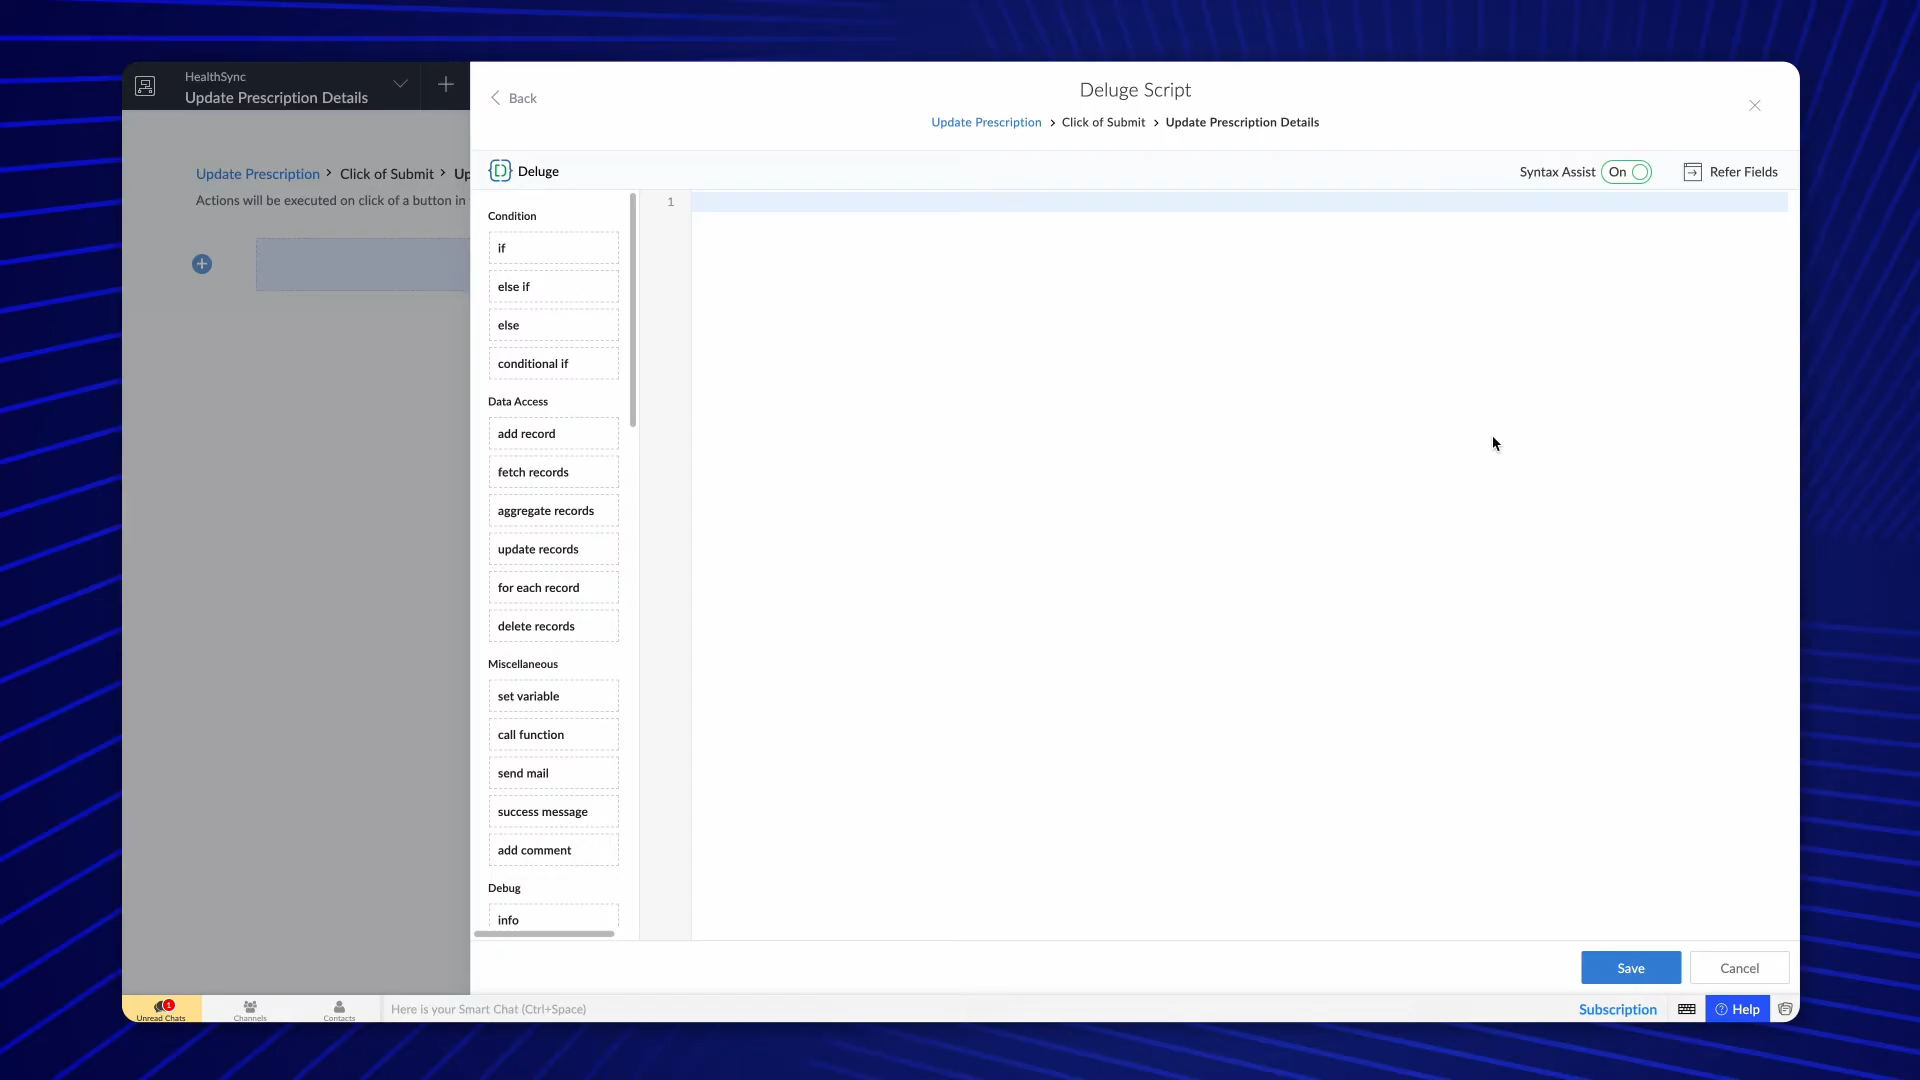 HealthSync
Update Prescription Details
Update Prescription > Click of Submit > Up
Actions will be executed on click of a button in
Back
Deluge Script
Update Prescription > Click of Submit > Update Prescription Details
Deluge
Syntax Assist On
Refer Fields
1
Condition
if
else if
else
conditional if
Data Access
add record
fetch records
aggregate records
update records
for each record
delete records
Miscellaneous
set variable
call function
send mail
success message
add comment
Debug
info
Save
Cancel
1
Unread Chats
Channels
Contacts
Here is your Smart Chat (Ctrl+Space)
Subscription
Help